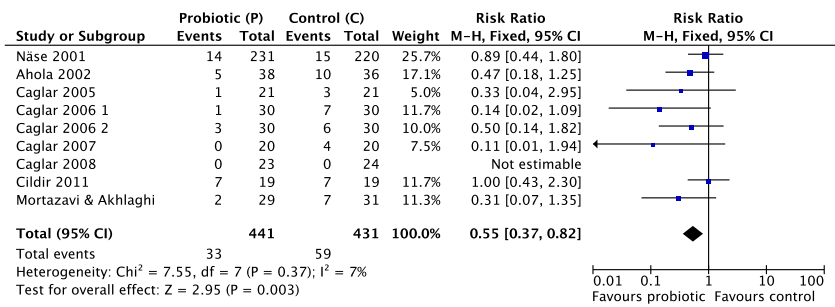 Probiotic (P) Control (C) Risk Ratio Risk Ratio
Study or Subgroup Events Total Events Total Weight M-H, Fixed, 95% CI M-H, Fixed, 95% CI
Näse 2001 14 231 15 220 25.7% 0.89 [0.44, 1.80]
Ahola 2002 5 38 10 36 17.1% 0.47 [0.18, 1.25]
Caglar 2005 1 21 3 21 5.0% 0.33 [0.04, 2.95]
Caglar 2006 1 1 30 7 30 11.7% 0.14 [0.02, 1.09]
Caglar 2006 2 3 30 6 30 10.0% 0.50 [0.14, 1.82]
Caglar 2007 0 20 4 20 7.5% 0.11 [0.01, 1.94]
Caglar 2008 0 23 0 24 Not estimable
Cildir 2011 7 19 7 19 11.7% 1.00 [0.43, 2.30]
Mortazavi & Akhlaghi 2 29 7 31 11.3% 0.31 [0.07, 1.35]
Total (95% CI) 441 431 100.0% 0.55 [0.37, 0.82]
Total events 33 59
Heterogeneity: Chi² = 7.55, df = 7 (P = 0.37); I² = 7%
Test for overall effect: Z = 2.95 (P = 0.003)
0.01 0.1 1 10 100
Favours probiotic Favours control